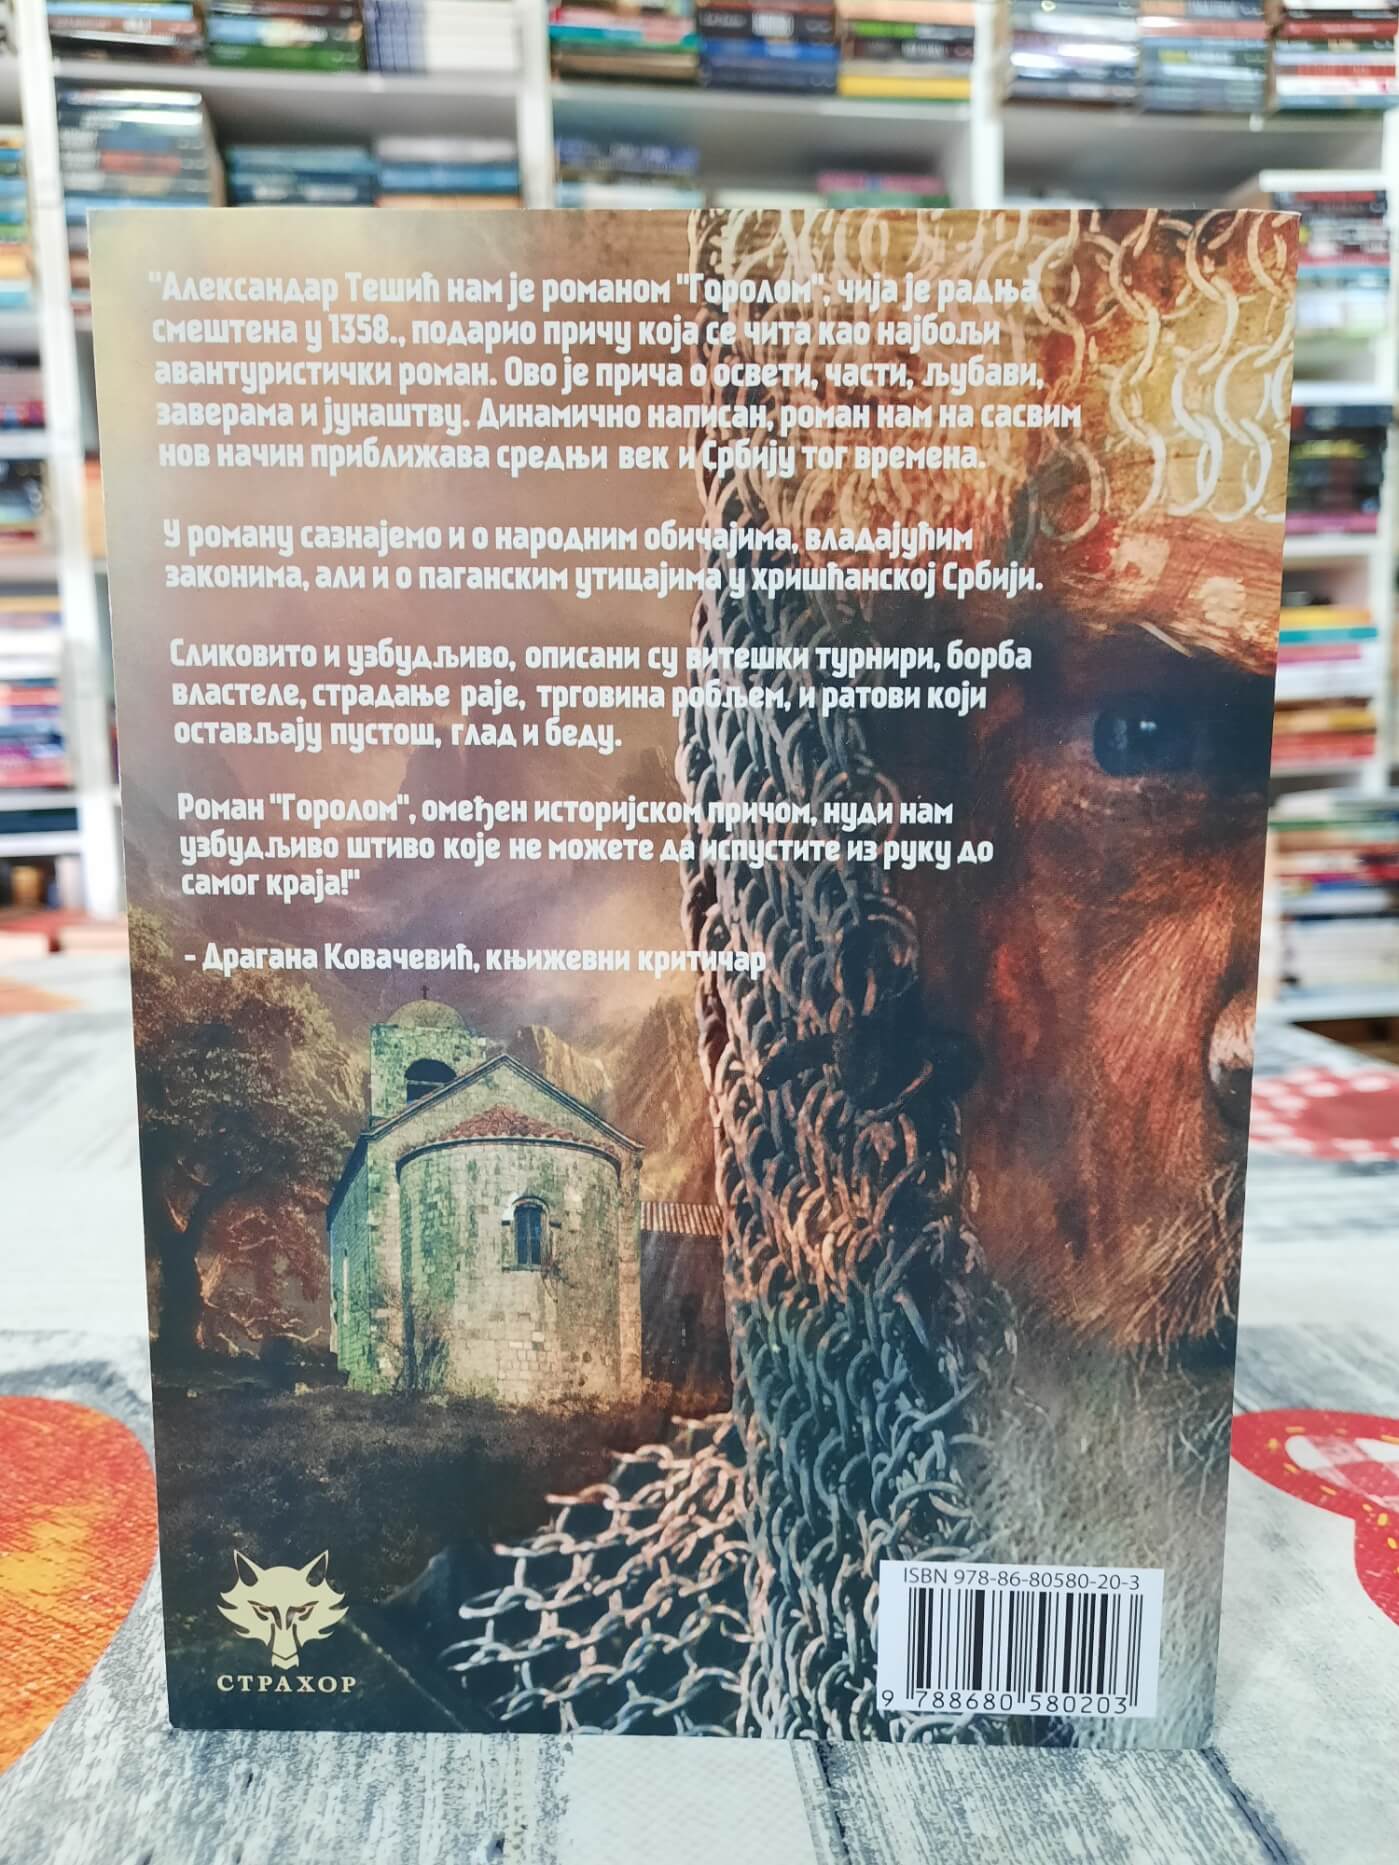 "Александар Тешић нам је романом "Горолом", чија је радња
смештена у 1358., подарио причу која се чита као најбољи
авантуристички роман. Ово је прича о освети, части, љубави,
заверама и јунаштву. Динамично написан, роман нам на сасвим
нов начин приближава средњи век и Србију тог времена.
У роману сазнајемо и о народним обичајима, владајућим
законима, али и о паганским утицајима у хришћанској Србији.
Сликовито и узбудљиво, описани су витешки турнири, борба
властеле, страдање раје, трговина робљем, и ратови који
остављају пустош, глад и беду.
Роман "Горолом", омеђен историјском причом, нуди нам
узбудљиво штиво које не можете да испустите из руку до
самог краја!"
- Драгана Ковачевић, књижевни критичар
СТРАХОР
ISBN 978-86-80580-20-3
9 788680 580203